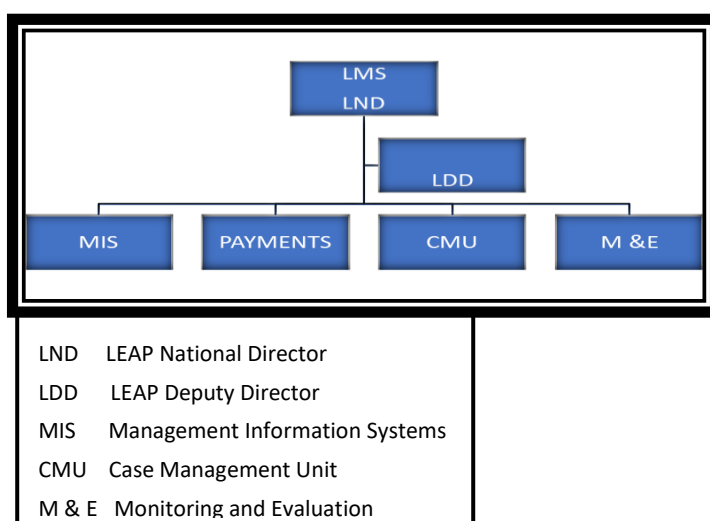 LMS
LND
LDD
MIS
PAYMENTS
CMU
M &E
LND LEAP National Director
LDD LEAP Deputy Director
MIS Management Information Systems
CMU Case Management Unit
M & E Monitoring and Evaluation